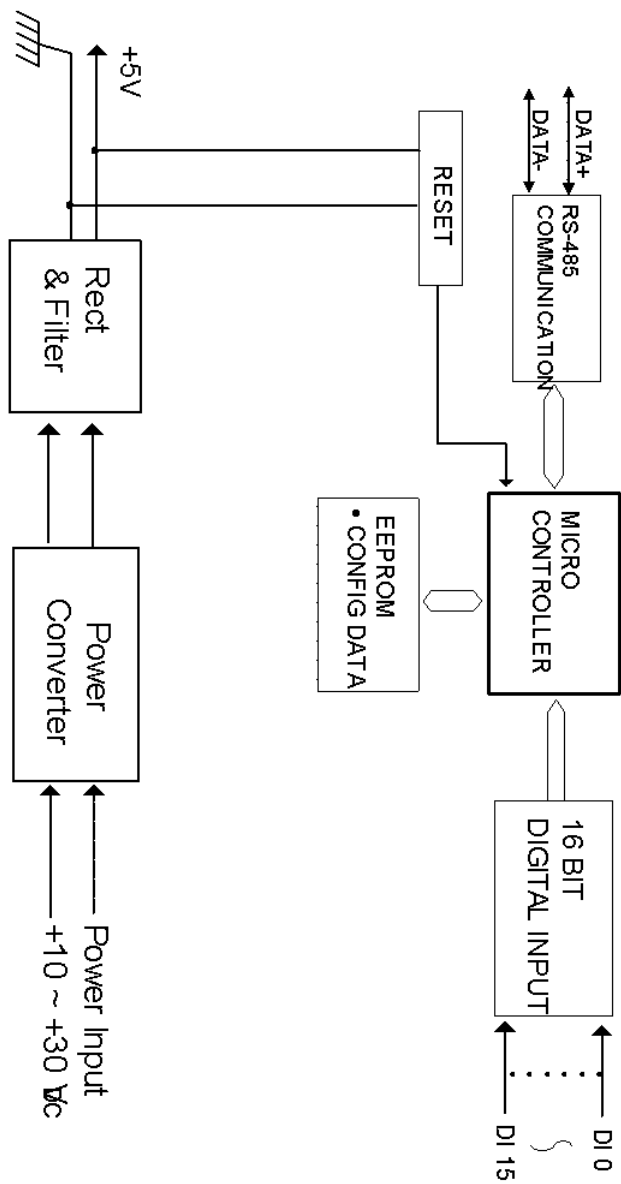 DATA+
DATA-
RS-485
COMMUNICATION
MICRO
CONTROLLER
16 BIT
DIGITAL INPUT
DI 0
DI 15
RESET
EEPROM
• CONFIG DATA
+5V
Rect
& Filter
Power
Converter
Power Input
+10 ~ +30 Vdc